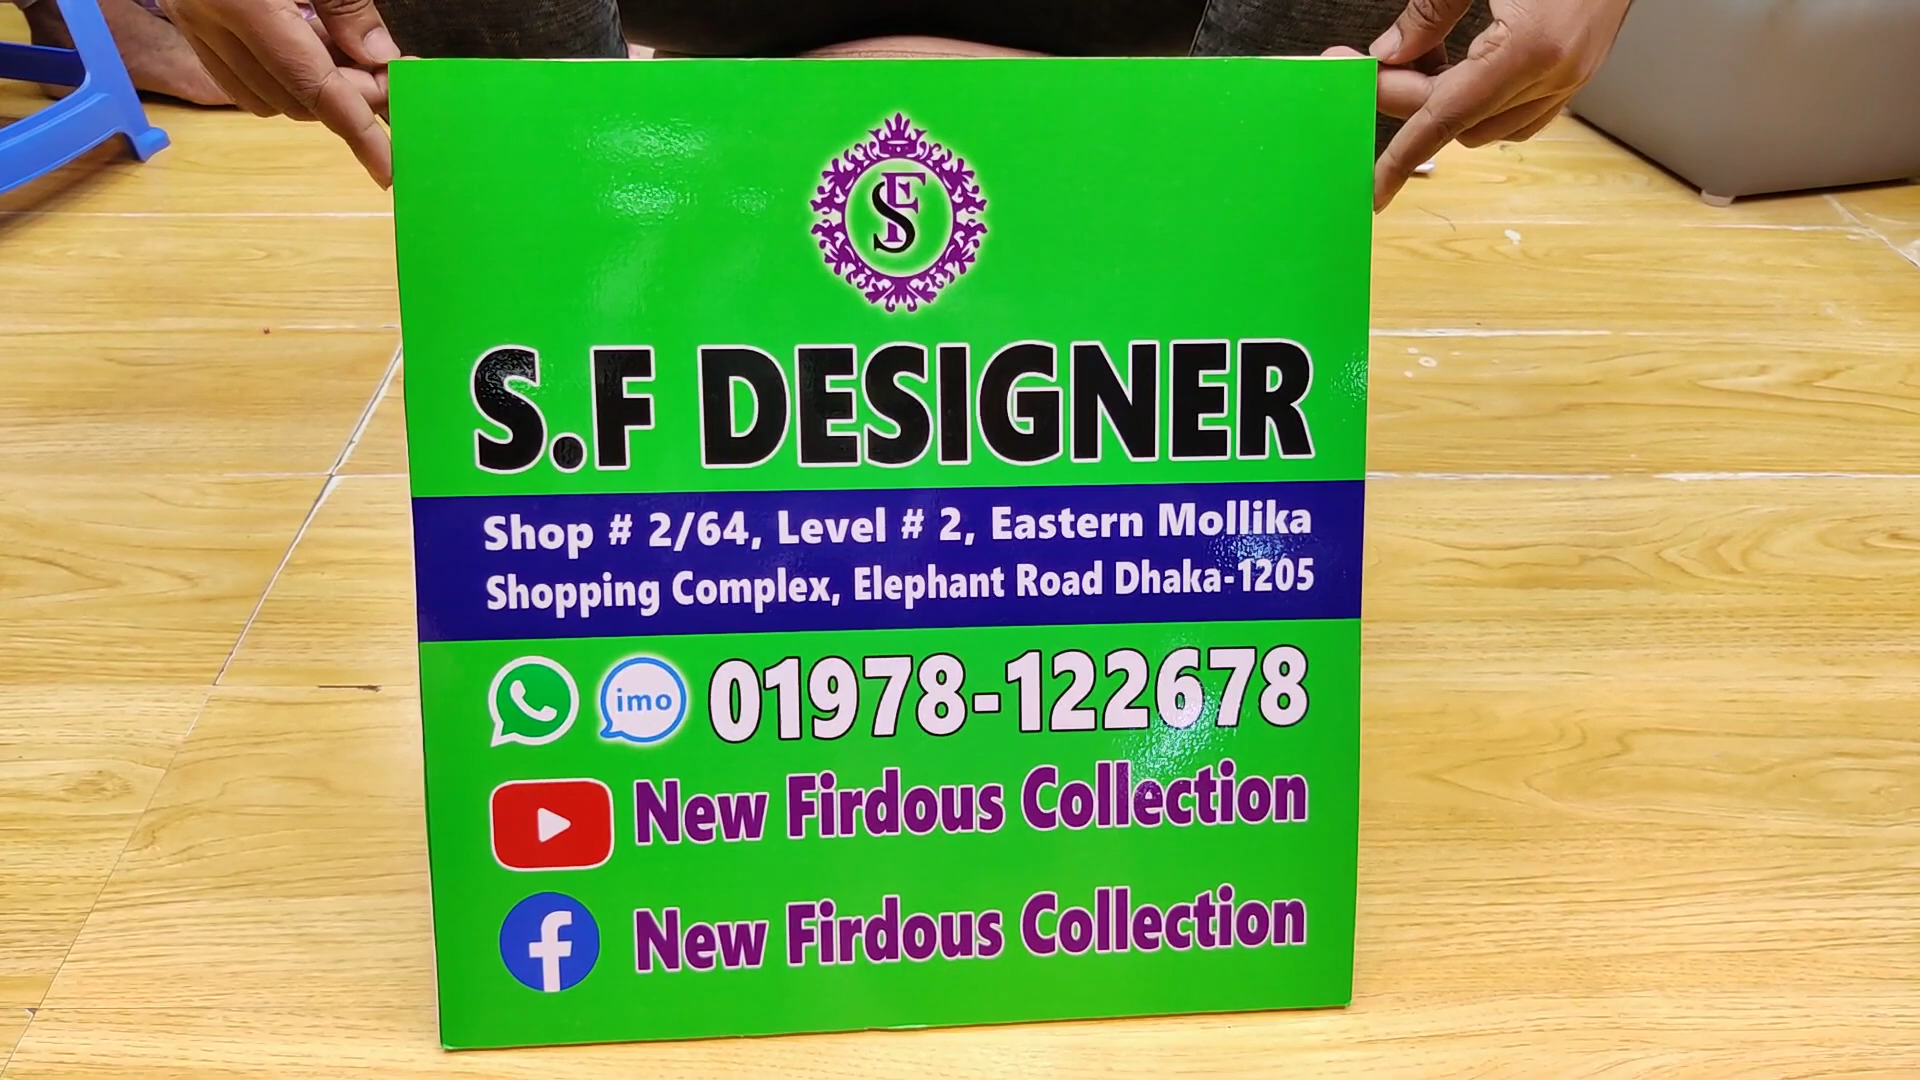 SF
S.F DESIGNER
Shop # 2/64, Level # 2, Eastern Mollika
Shopping Complex, Elephant Road Dhaka-1205
imo 01978-122678
New Firdous Collection
New Firdous Collection